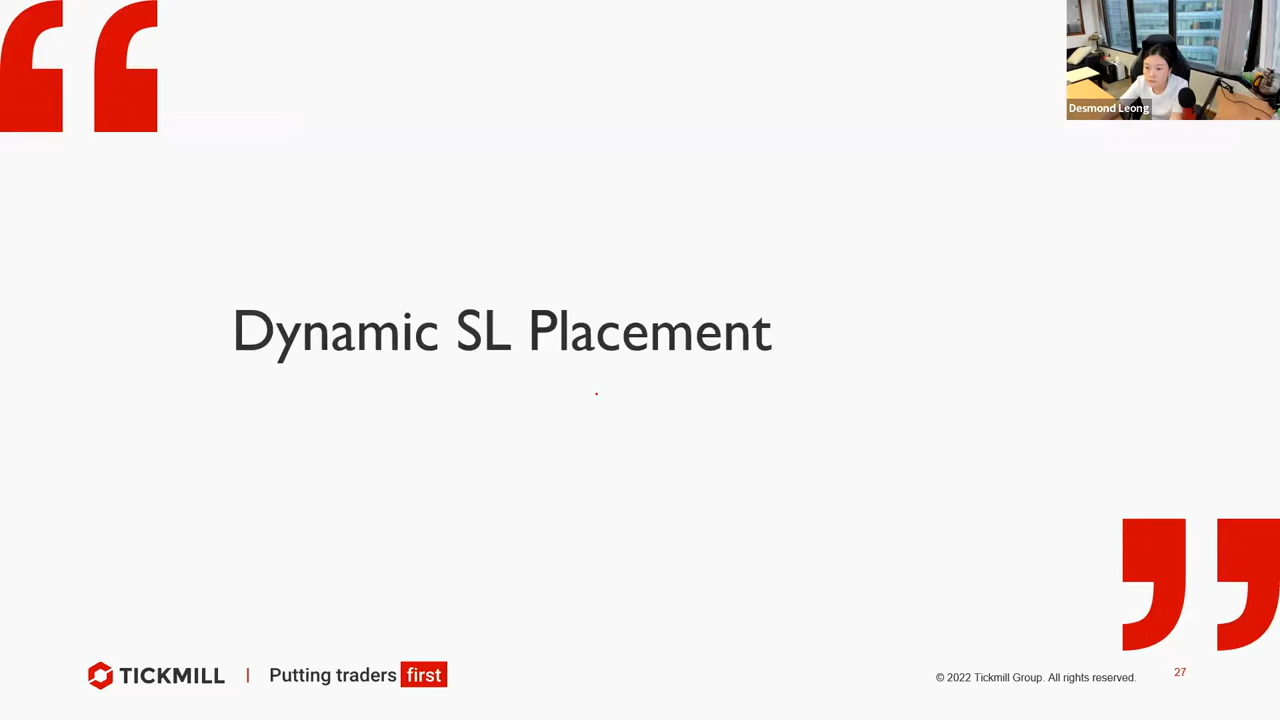 Desmond Leong
Dynamic SL Placement
TICKMILL | Putting traders first
© 2022 Tickmill Group. All rights reserved.
27